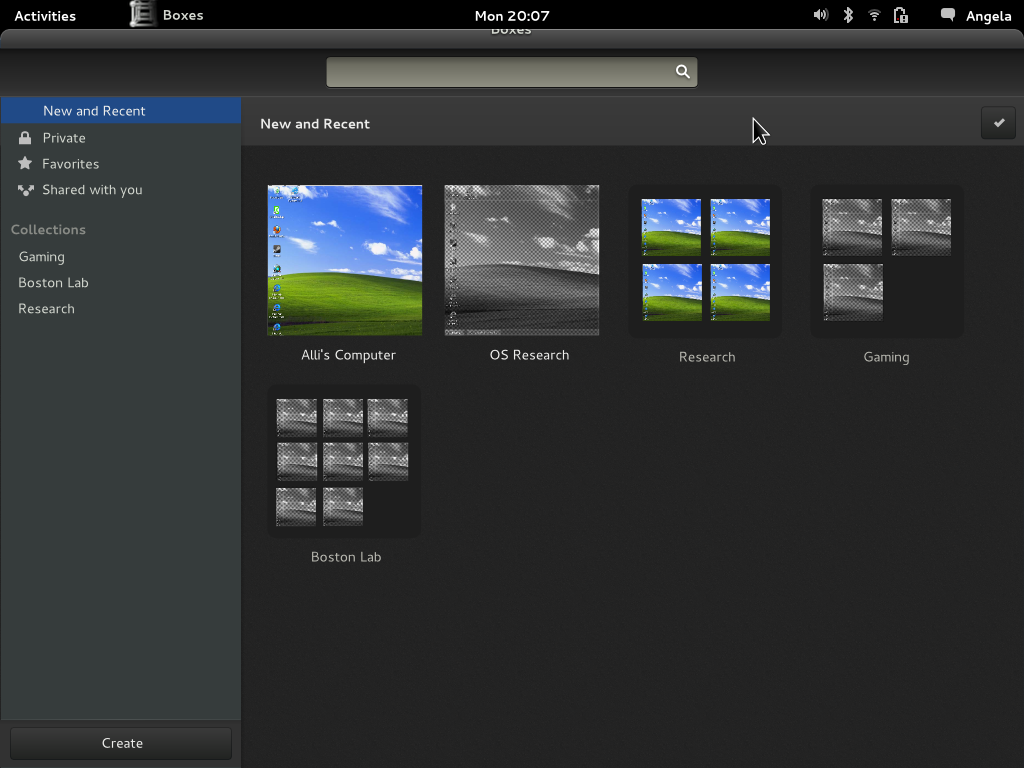 Activities Boxes Mon 20:07 Angela
Boxes
New and Recent
Private
Favorites
Shared with you
Collections
Gaming
Boston Lab
Research
Create
New and Recent
Alli's Computer OS Research Research Gaming
Boston Lab